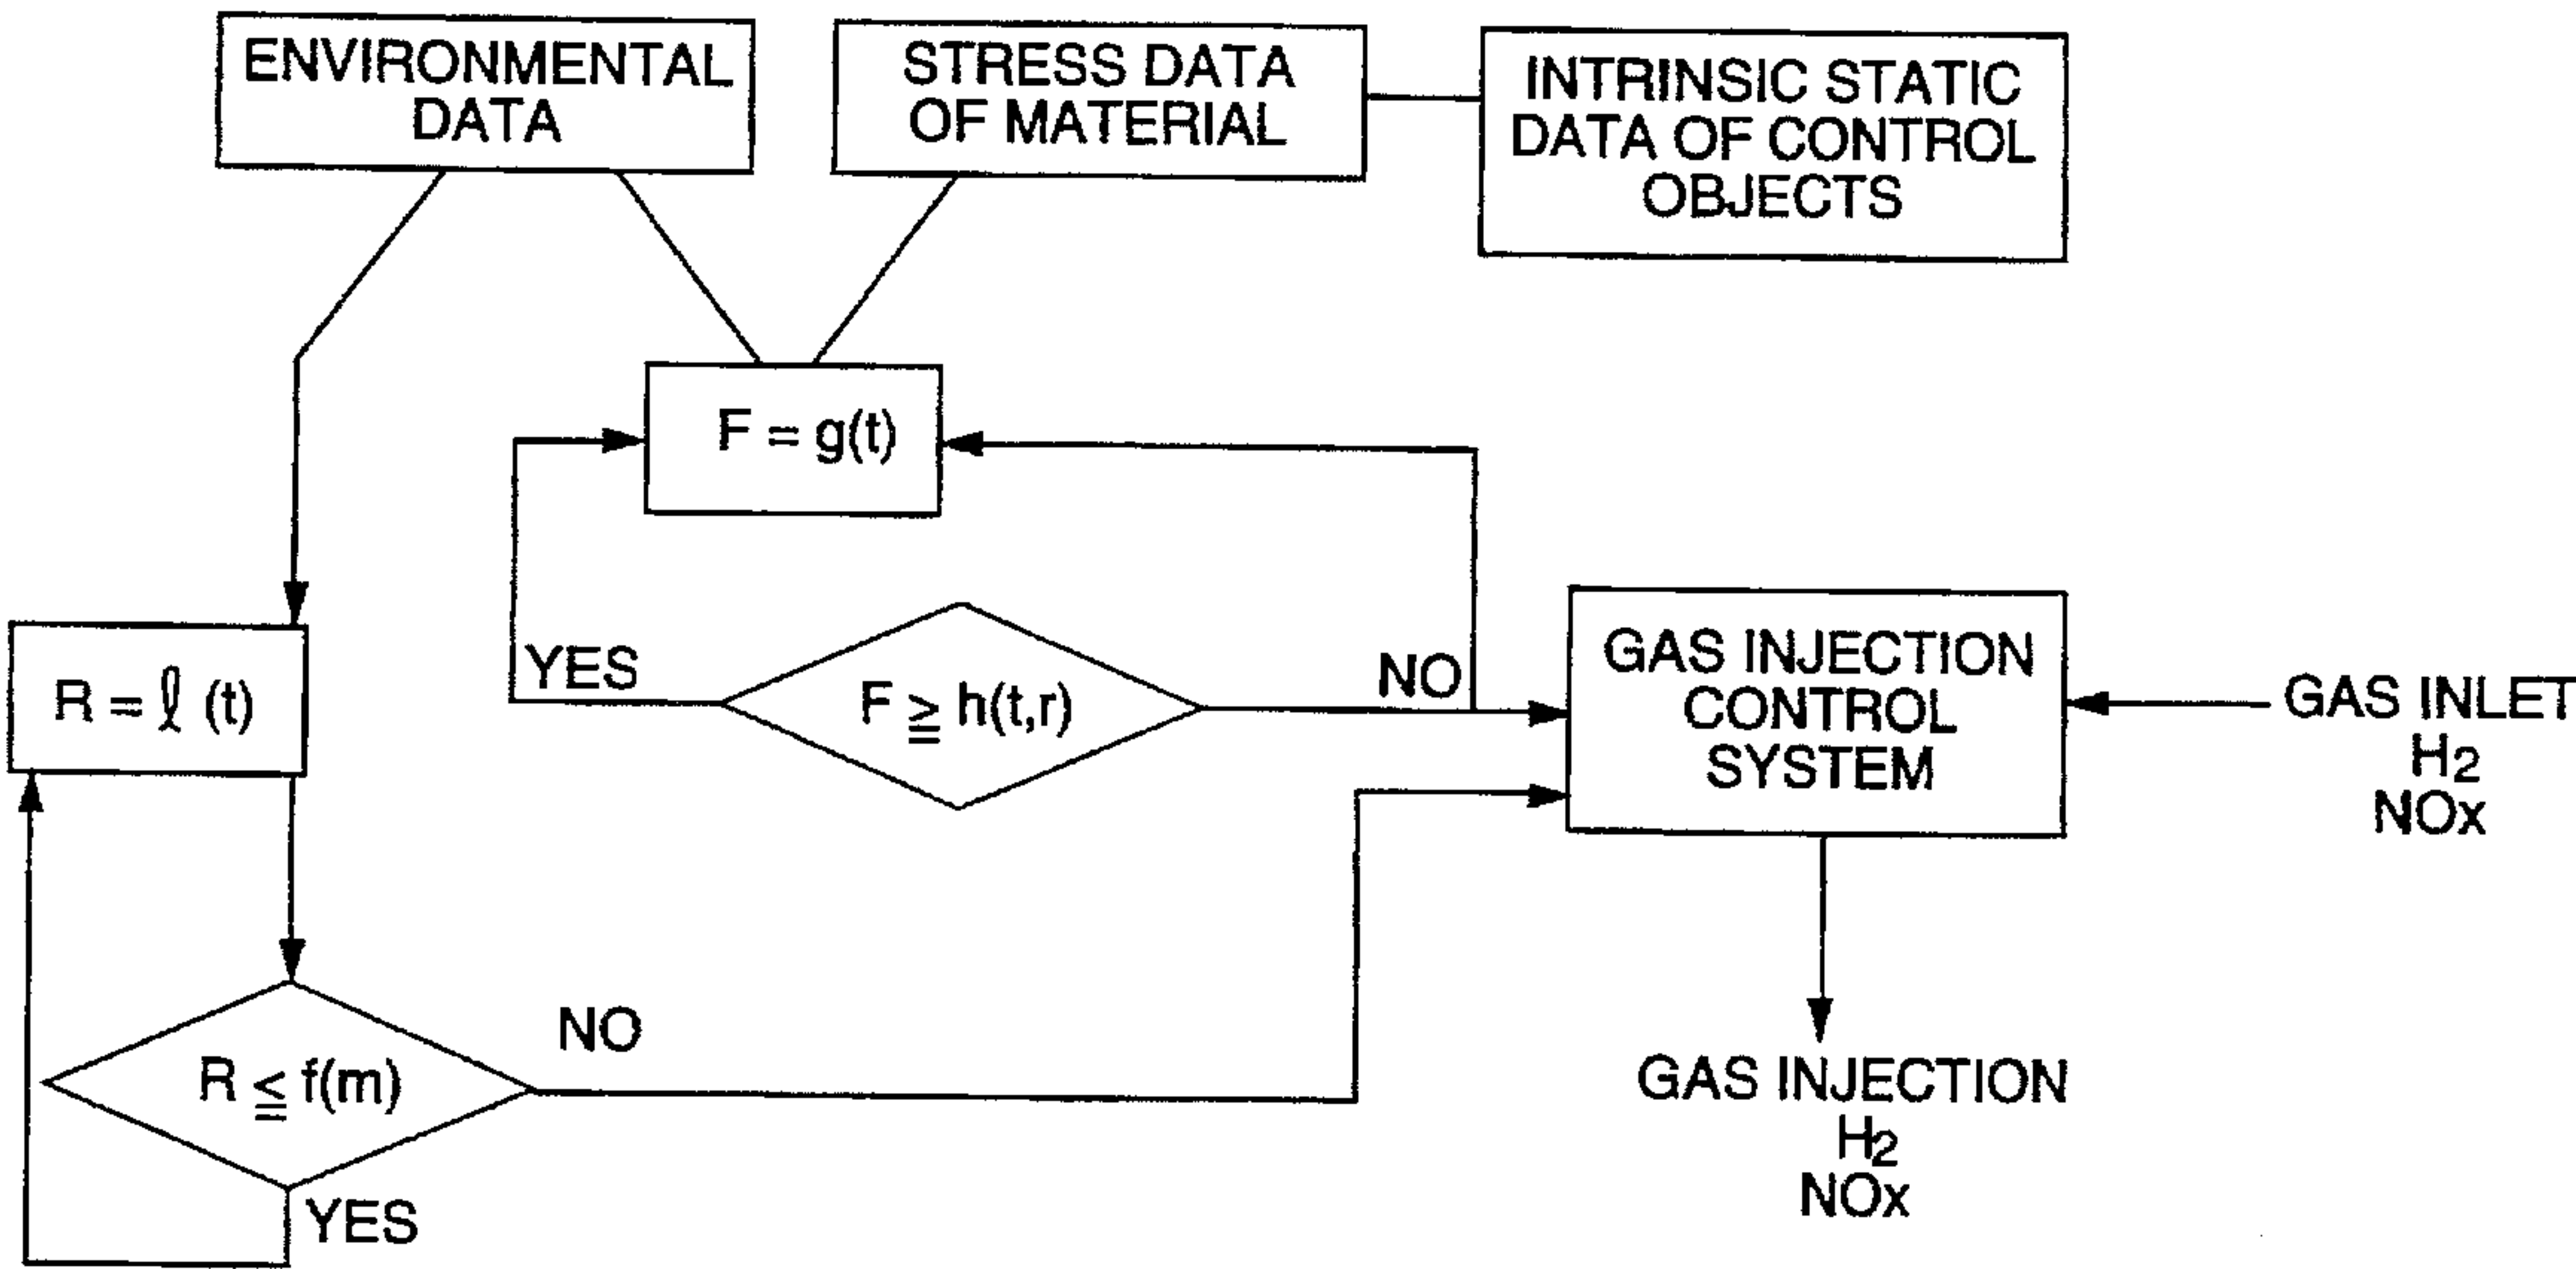 ENVIRONMENTAL
DATA
STRESS DATA
OF MATERIAL
INTRINSIC STATIC
DATA OF CONTROL
OBJECTS
F = g(t)
R = ℓ (t)
YES
F ≧ h(t,r)
NO
GAS INJECTION
CONTROL
SYSTEM
GAS INLET
H2
NOx
R ≦ f(m)
NO
YES
GAS INJECTION
H2
NOx